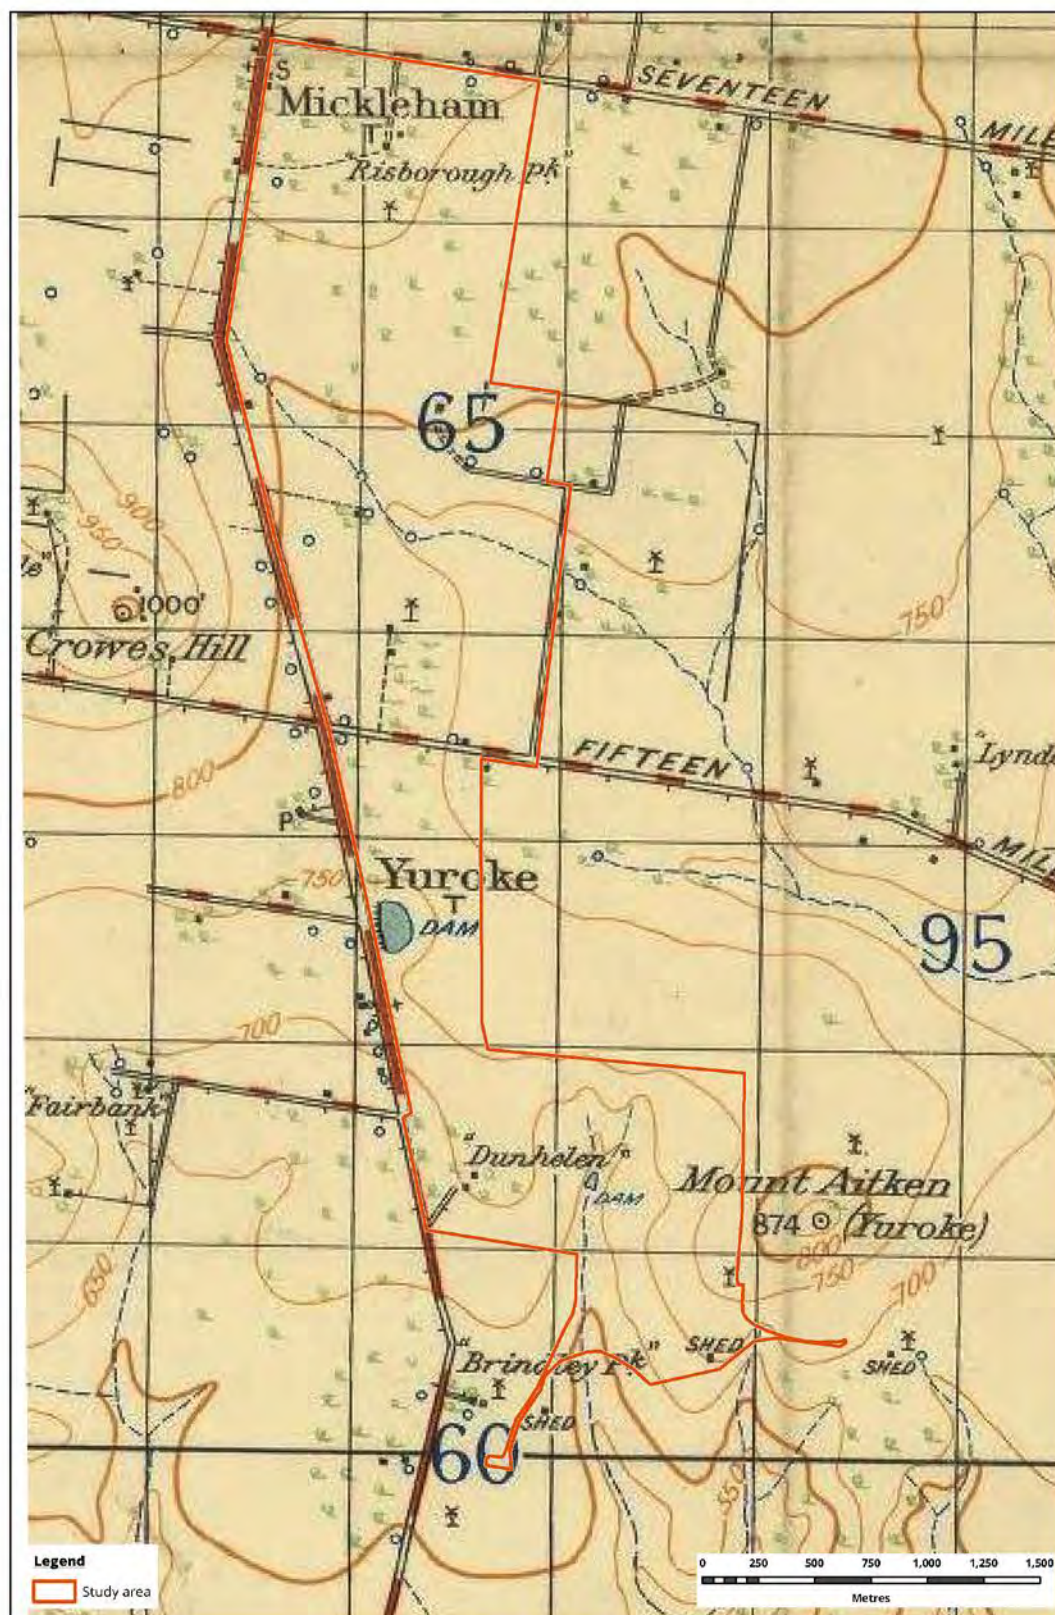 SEVENTEEN
MILE
S
Mickleham
T
"Risborough Pk"
65
900
950
1000'
Crowes Hill
750
800
FIFTEEN
MILE
P
750
Yuroke
T
DAM
95
700
P
"Fairbank"
"Dunhelen"
DAM
Mount Aitken
874 (Yuroke)
800
750
700
650
"Brindley Pk"
SHED
SHED
SHED
60
550
Legend
Study area
0 250 500 750 1,000 1,250 1,500
Metres